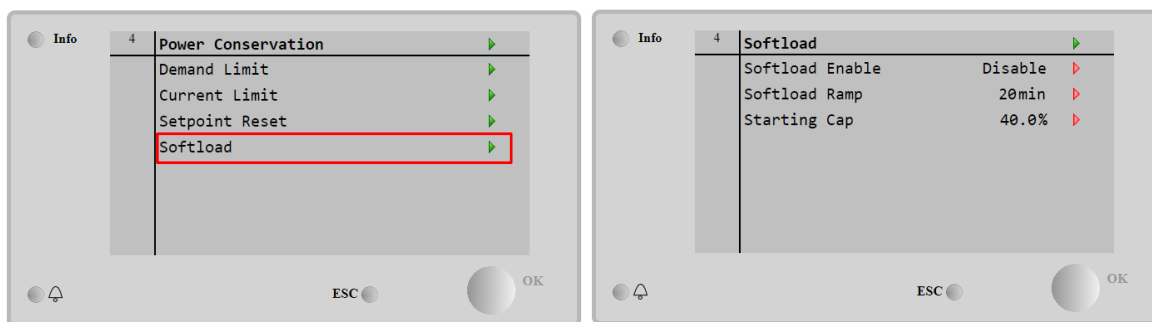 Info
4 Power Conservation
Demand Limit
Current Limit
Setpoint Reset
Softload
ESC
OK
Info
4 Softload
Softload Enable Disable
Softload Ramp 20min
Starting Cap 40.0%
ESC
OK